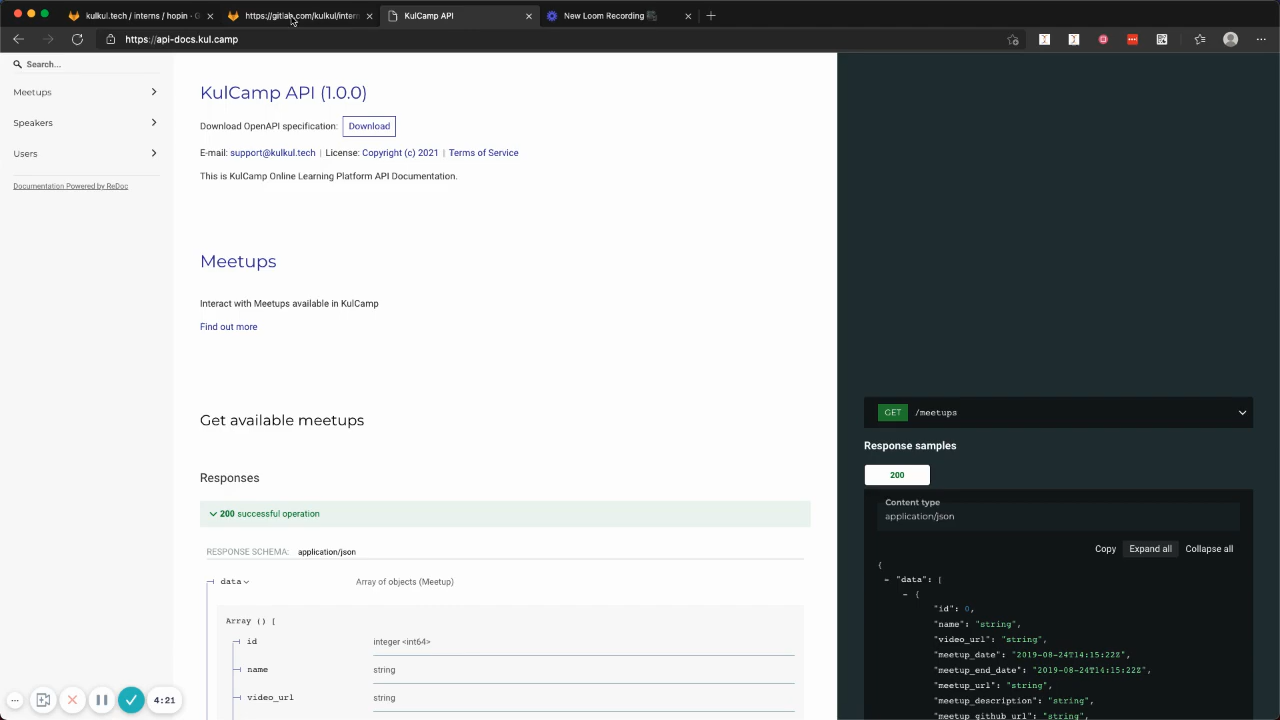 kulkul.tech / interns / hopin · G
https://gitlab.com/kulkul/intern
KulCamp API
New Loom Recording
https://api-docs.kul.camp
Search...
Meetups
Speakers
Users
Documentation Powered by ReDoc
KulCamp API (1.0.0)
Download OpenAPI specification: Download
E-mail: support@kulkul.tech | License: Copyright (c) 2021 | Terms of Service
This is KulCamp Online Learning Platform API Documentation.
Meetups
Interact with Meetups available in KulCamp
Find out more
Get available meetups
Responses
200 successful operation
RESPONSE SCHEMA: application/json
data Array of objects (Meetup)
Array () [
id integer <int64>
name string
video_url string
GET /meetups
Response samples
200
Content type
application/json
Copy Expand all Collapse all
{
- "data": [
- {
"id": 0,
"name": "string",
"video_url": "string",
"meetup_date": "2019-08-24T14:15:22Z",
"meetup_end_date": "2019-08-24T14:15:22Z",
"meetup_url": "string",
"meetup_description": "string",
"meetup_github_url": "string",
4:21